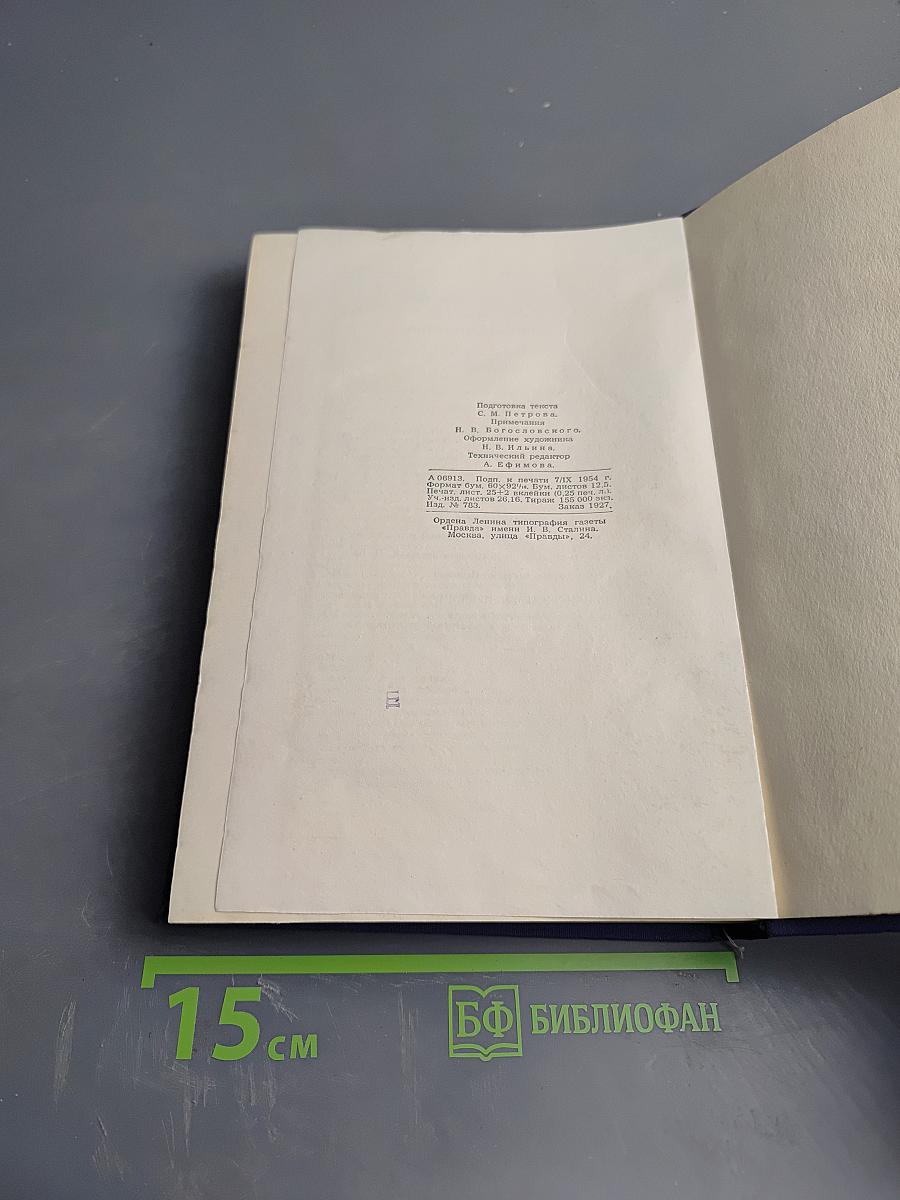 Подготовка текста
С. М. Петрова.
Примечания
Н. В. Богословского.
Оформление художника
Н. В. Ильина.
Технический редактор
А. Ефимова.
А 06913. Подп. к печати 7/IX 1954 г.
Формат бум. 60×92¹/₁₆. Бум. листов 12,5.
Печат. лист. 25+2 вклейки (0,25 печ. л.).
Уч.-изд. листов 26,16. Тираж 155 000 экз.
Изд. № 783. Заказ 1927.
Ордена Ленина типография газеты
«Правда» имени И. В. Сталина.
Москва, улица «Правды», 24.
15 см
БФ БИБЛИОФАН